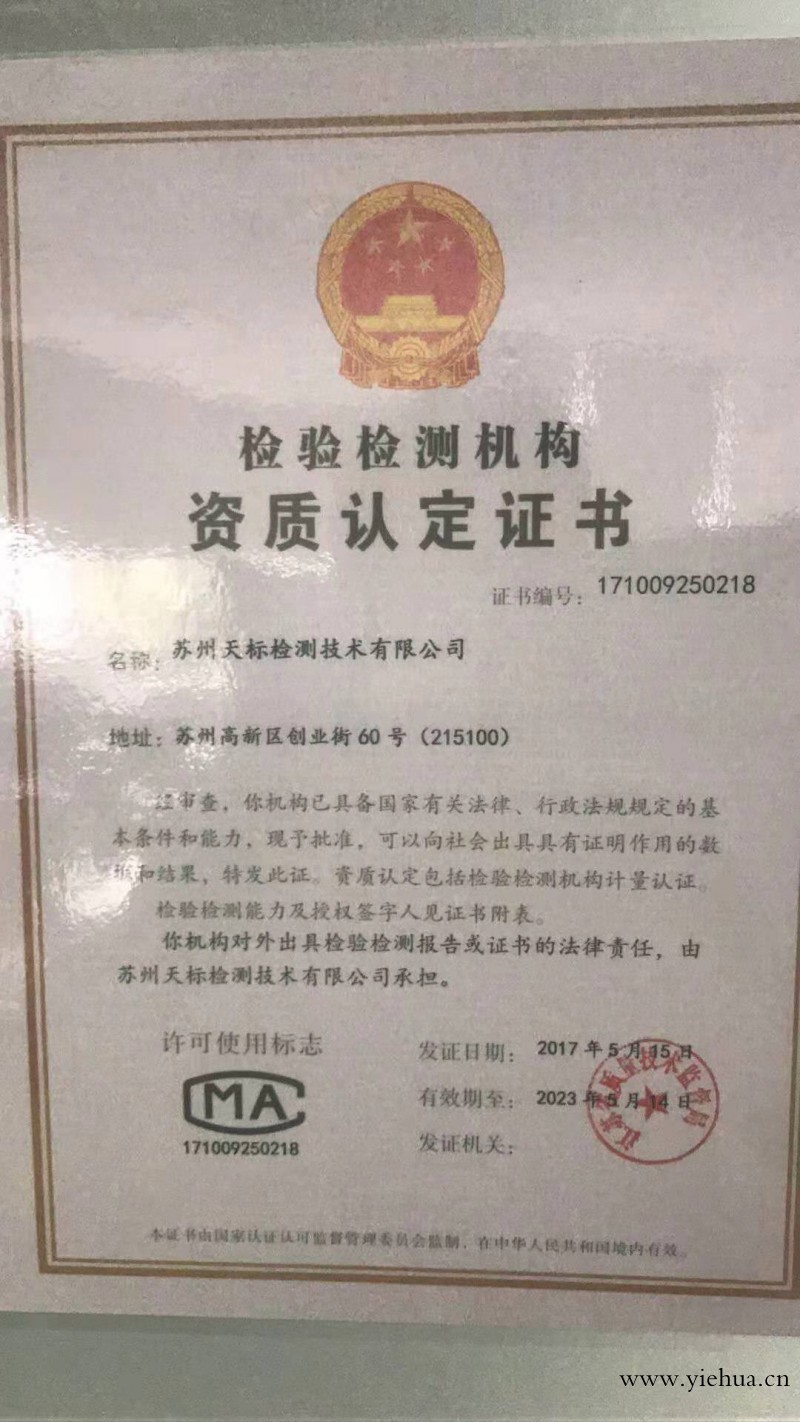 检验检测机构
资质认定证书
证书编号：171009250218
名称：苏州天标检测技术有限公司
地址：苏州高新区创业街60号（215100）
经审查，你机构已具备国家有关法律、行政法规规定的基
本条件和能力，现予批准，可以向社会出具具有证明作用的数
据和结果，特发此证。资质认定包括检验检测机构计量认证。
检验检测能力及授权签字人见证书附表。
你机构对外出具检验检测报告或证书的法律责任，由
苏州天标检测技术有限公司承担。
许可使用标志
MA
171009250218
发证日期：2017年5月15日
有效期至：2023年5月14日
发证机关：
江苏省质量技术监督局
本证书由国家认证认可监督管理委员会监制，在中华人民共和国境内有效。
www.yiehua.cn